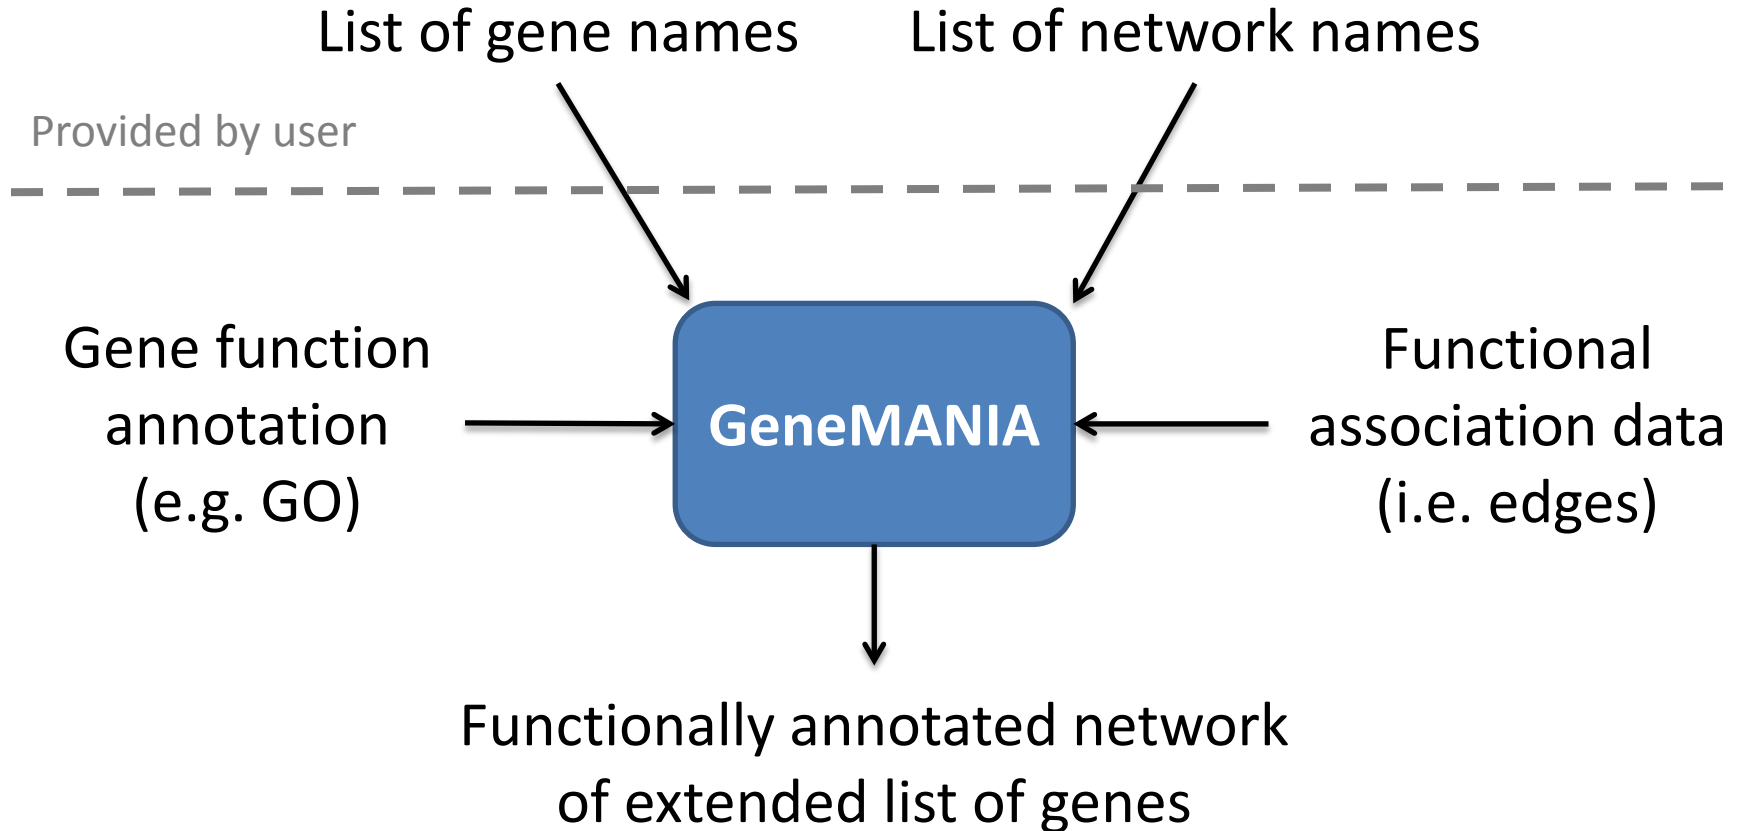 List of gene names
List of network names
Provided by user
Gene function
annotation
(e.g. GO)
GeneMANIA
Functional
association data
(i.e. edges)
Functionally annotated network
of extended list of genes